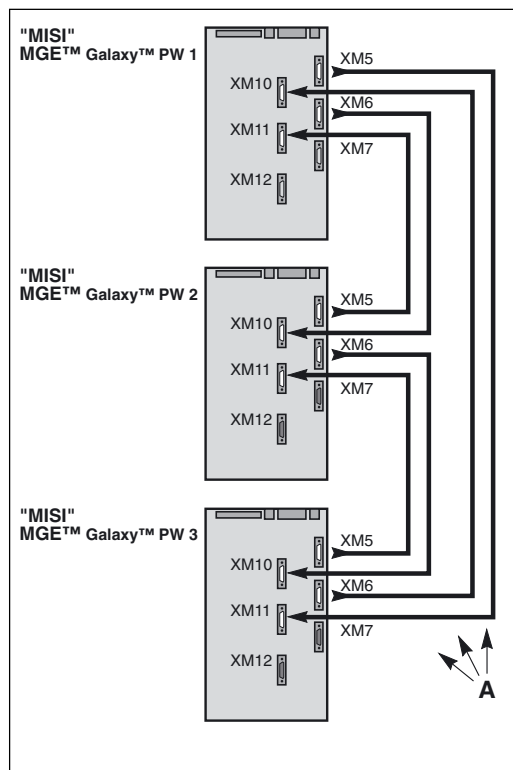 "MISI"
MGE™ Galaxy™ PW 1
XM5
XM10
XM6
XM11
XM7
XM12
"MISI"
MGE™ Galaxy™ PW 2
XM5
XM10
XM6
XM11
XM7
XM12
"MISI"
MGE™ Galaxy™ PW 3
XM5
XM10
XM6
XM11
XM7
XM12
A